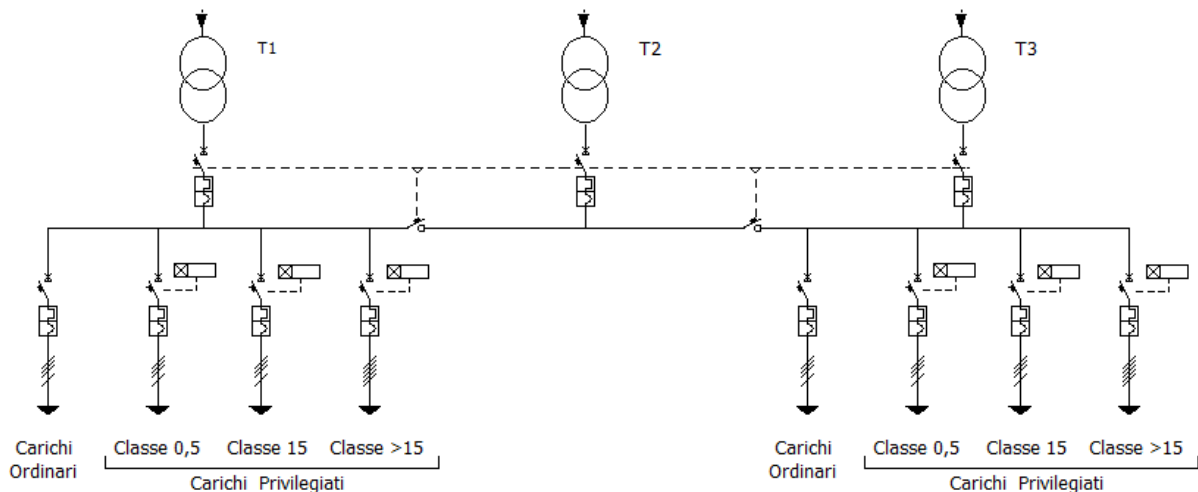 T1
T2
T3
Carichi
Ordinari
Classe 0,5
Classe 15
Classe >15
Carichi Privilegiati
Carichi
Ordinari
Classe 0,5
Classe 15
Classe >15
Carichi Privilegiati